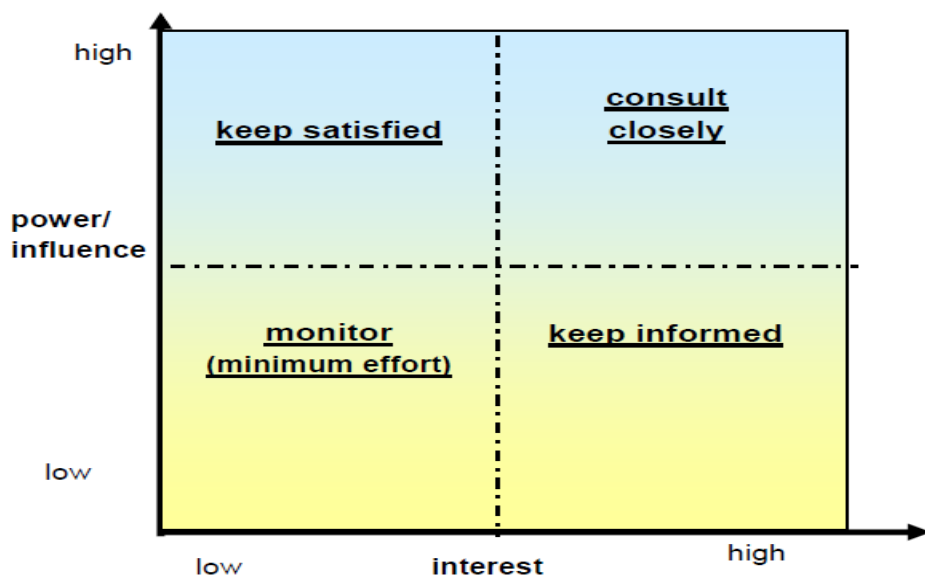 high
keep satisfied
consult
closely
power/
influence
monitor
(minimum effort)
keep informed
low
low
interest
high